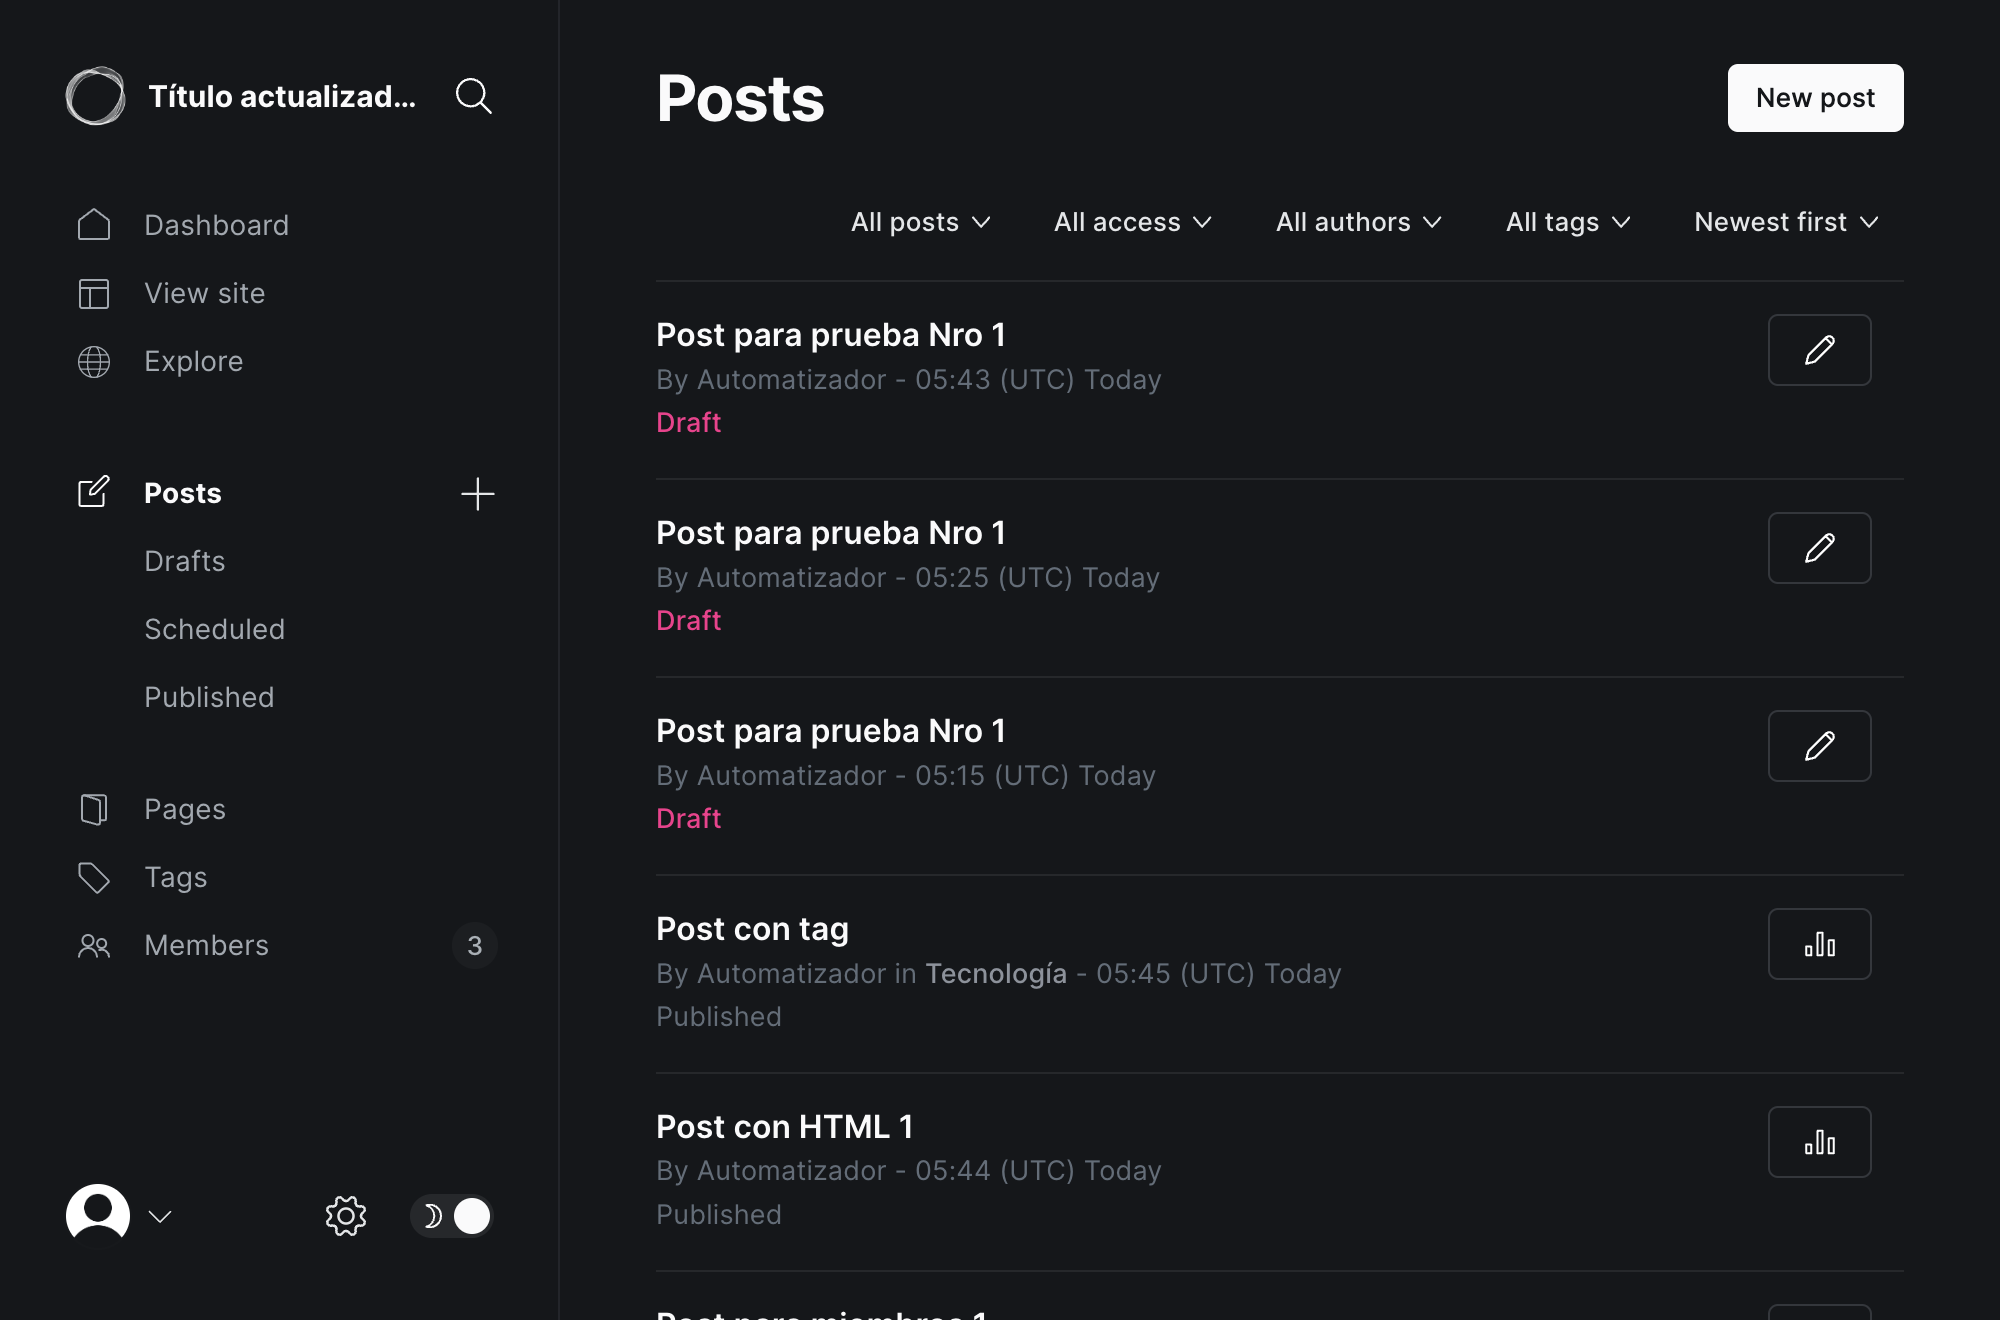 Título actualizad...
Dashboard
View site
Explore
Posts
Drafts
Scheduled
Published
Pages
Tags
Members 3
Posts
New post
All posts All access All authors All tags Newest first
Post para prueba Nro 1
By Automatizador - 05:43 (UTC) Today
Draft
Post para prueba Nro 1
By Automatizador - 05:25 (UTC) Today
Draft
Post para prueba Nro 1
By Automatizador - 05:15 (UTC) Today
Draft
Post con tag
By Automatizador in Tecnología - 05:45 (UTC) Today
Published
Post con HTML 1
By Automatizador - 05:44 (UTC) Today
Published
Post para miembros 1